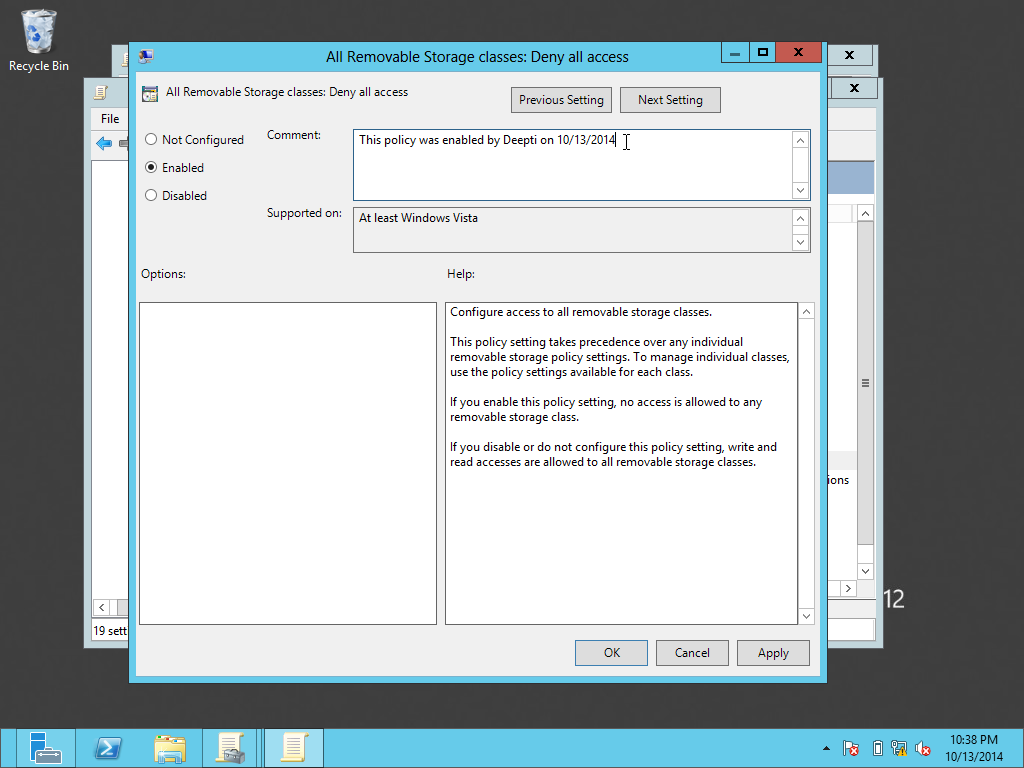 Recycle Bin
All Removable Storage classes: Deny all access
All Removable Storage classes: Deny all access
Previous Setting
Next Setting
File
Not Configured
Enabled
Disabled
Comment:
This policy was enabled by Deepti on 10/13/2014
Supported on:
At least Windows Vista
Options:
Help:
Configure access to all removable storage classes.
This policy setting takes precedence over any individual
removable storage policy settings. To manage individual classes,
use the policy settings available for each class.
If you enable this policy setting, no access is allowed to any
removable storage class.
If you disable or do not configure this policy setting, write and
read accesses are allowed to all removable storage classes.
ions
12
19 sett
OK
Cancel
Apply
10:38 PM
10/13/2014